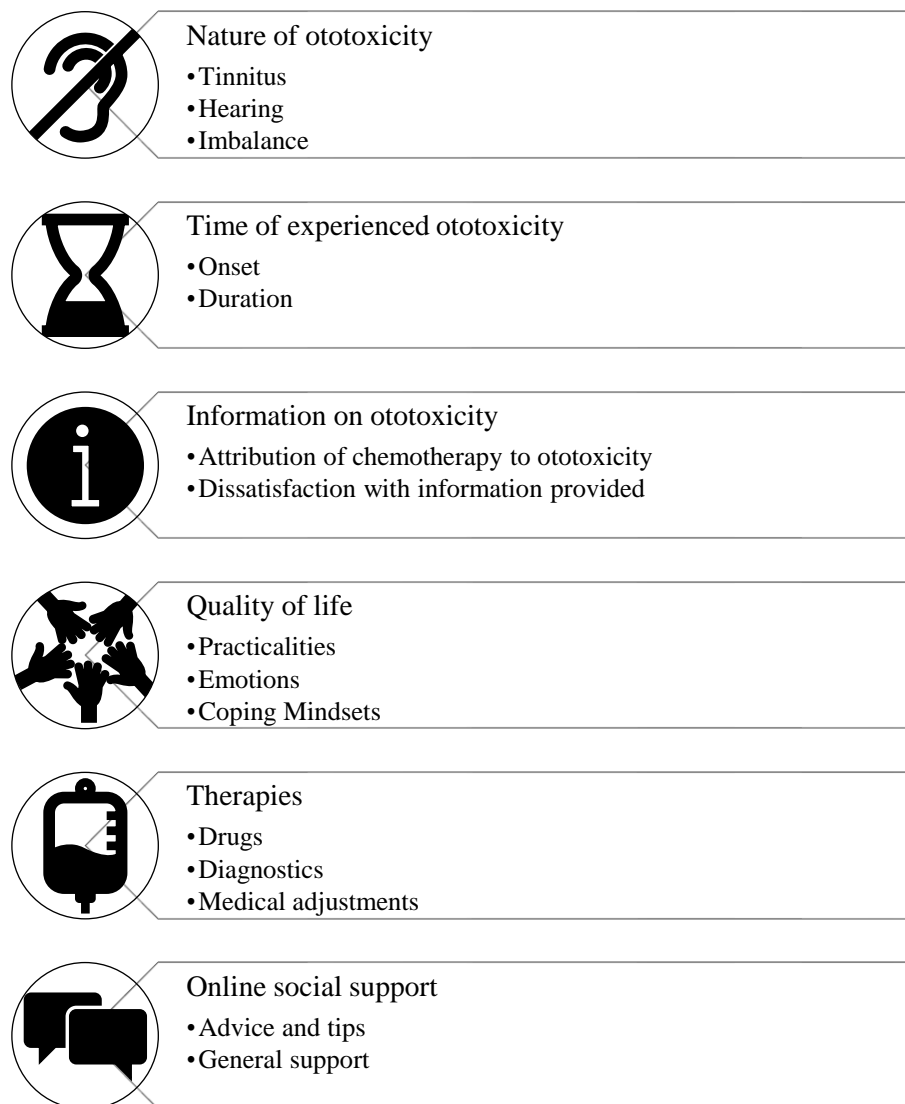 Nature of ototoxicity
•Tinnitus
•Hearing
•Imbalance
Time of experienced ototoxicity
•Onset
•Duration
i
Information on ototoxicity
•Attribution of chemotherapy to ototoxicity
•Dissatisfaction with information provided
Quality of life
•Practicalities
•Emotions
•Coping Mindsets
Therapies
•Drugs
•Diagnostics
•Medical adjustments
Online social support
•Advice and tips
•General support